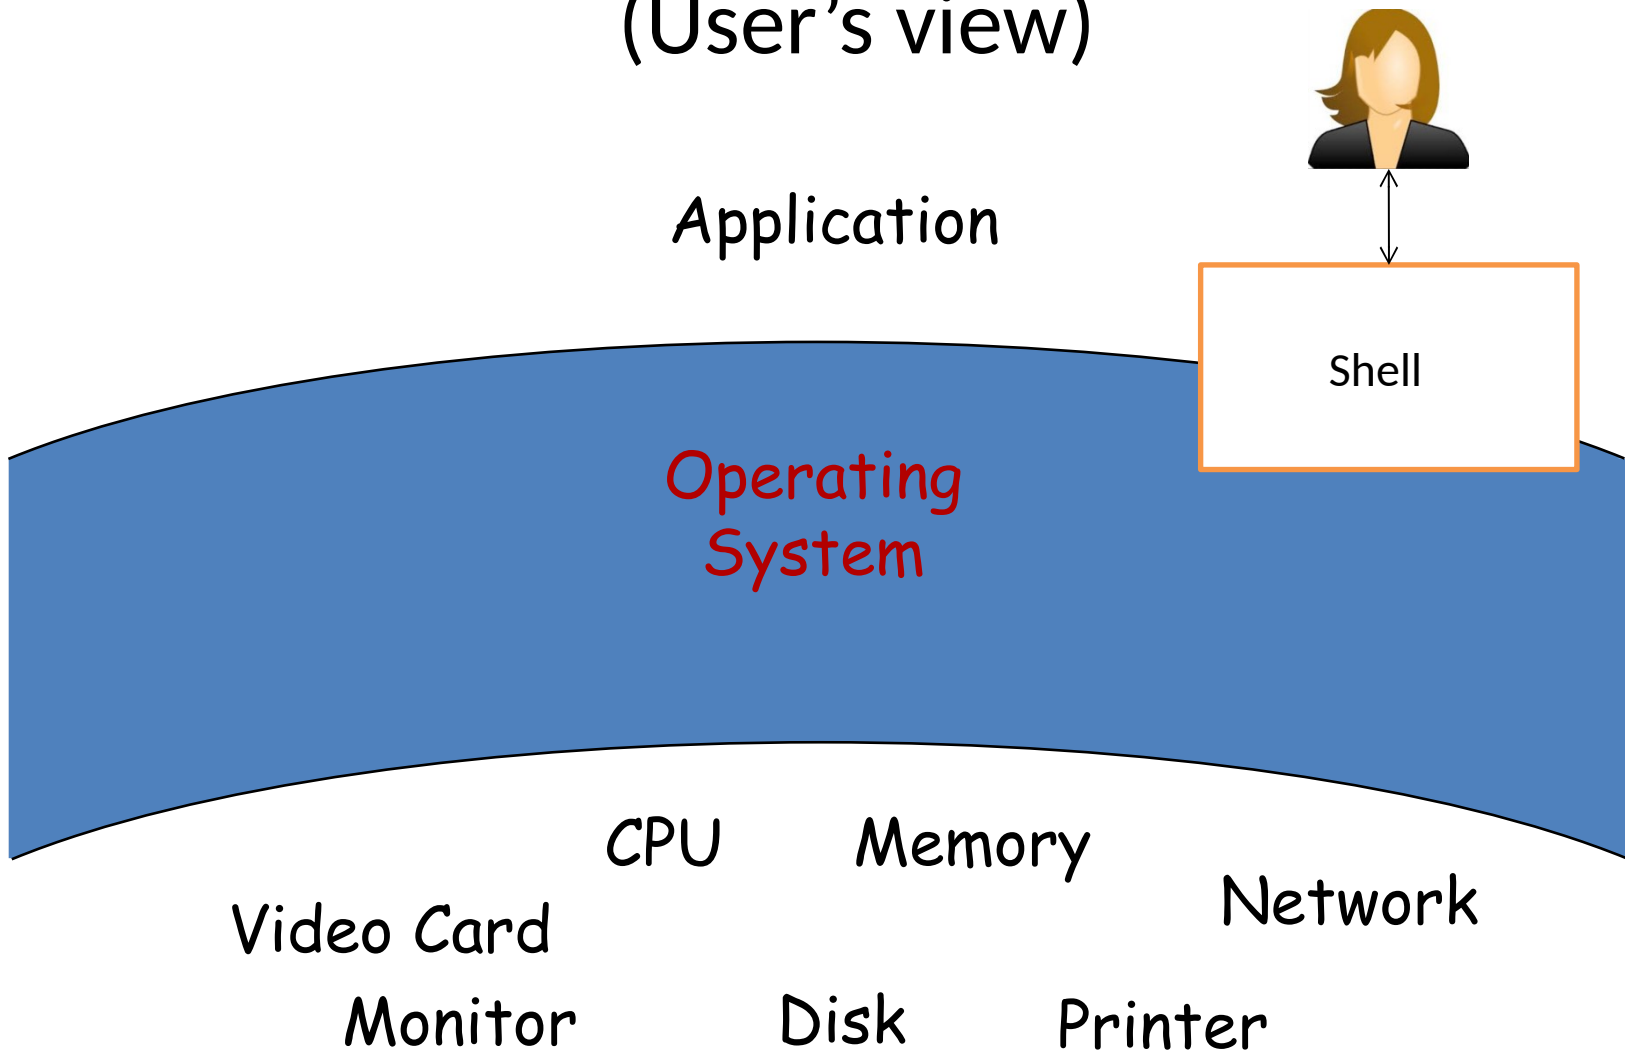 (User’s view)
Application
Shell
Operating
System
CPU
Memory
Network
Video Card
Monitor
Disk
Printer